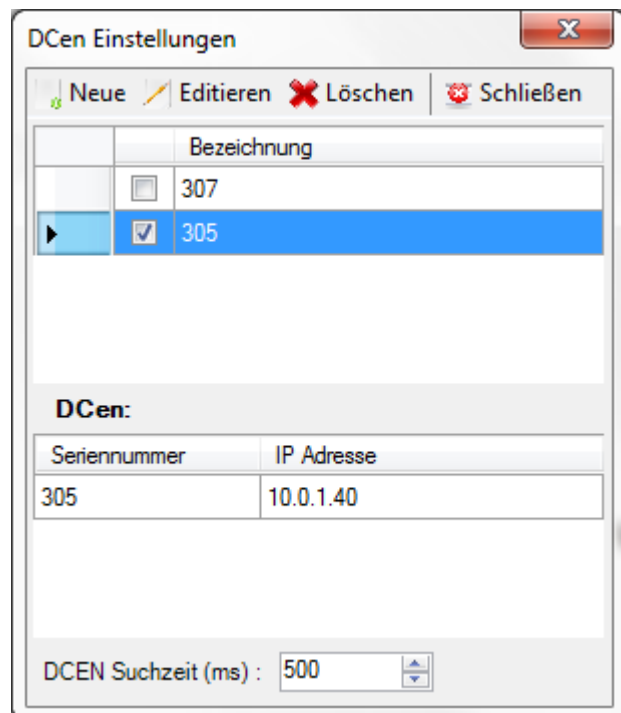 DCen Einstellungen
Neue Editieren Löschen Schließen
Bezeichnung
307
305
DCen:
Seriennummer IP Adresse
305 10.0.1.40
DCEN Suchzeit (ms) : 500